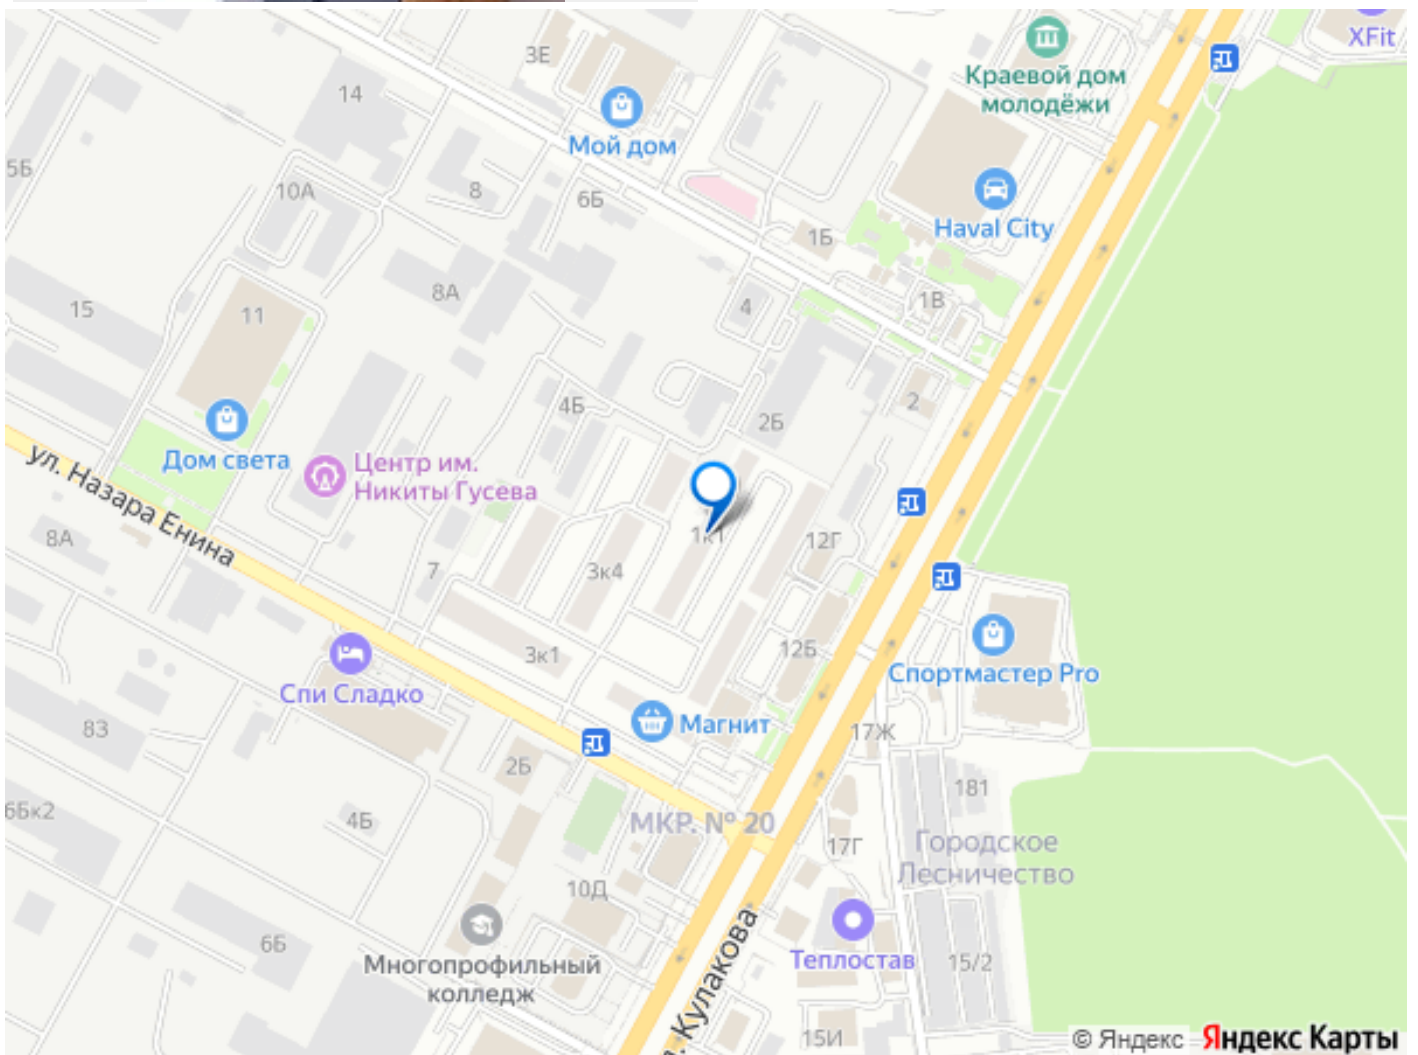 XFit
Краевой дом
молодёжи
3Е
14
Мой дом
5Б
10А
8
6Б
Haval City
1Б
8А
1В
15
11
4
4Б
2Б
2
Дом света
Центр им.
Никиты Гусева
ул. Назара Енина
8А
7
3к4
1к1
12Г
3к1
12Б
Спи Сладко
Спортмастер Pro
Магнит
83
2Б
17Ж
181
6Бк2
4Б
МКР. № 20
17Г
Городское
Лесничество
10Д
6Б
Многопрофильный
колледж
Теплостав
15/2
Кулакова
15И
© Яндекс Яндекс Карты